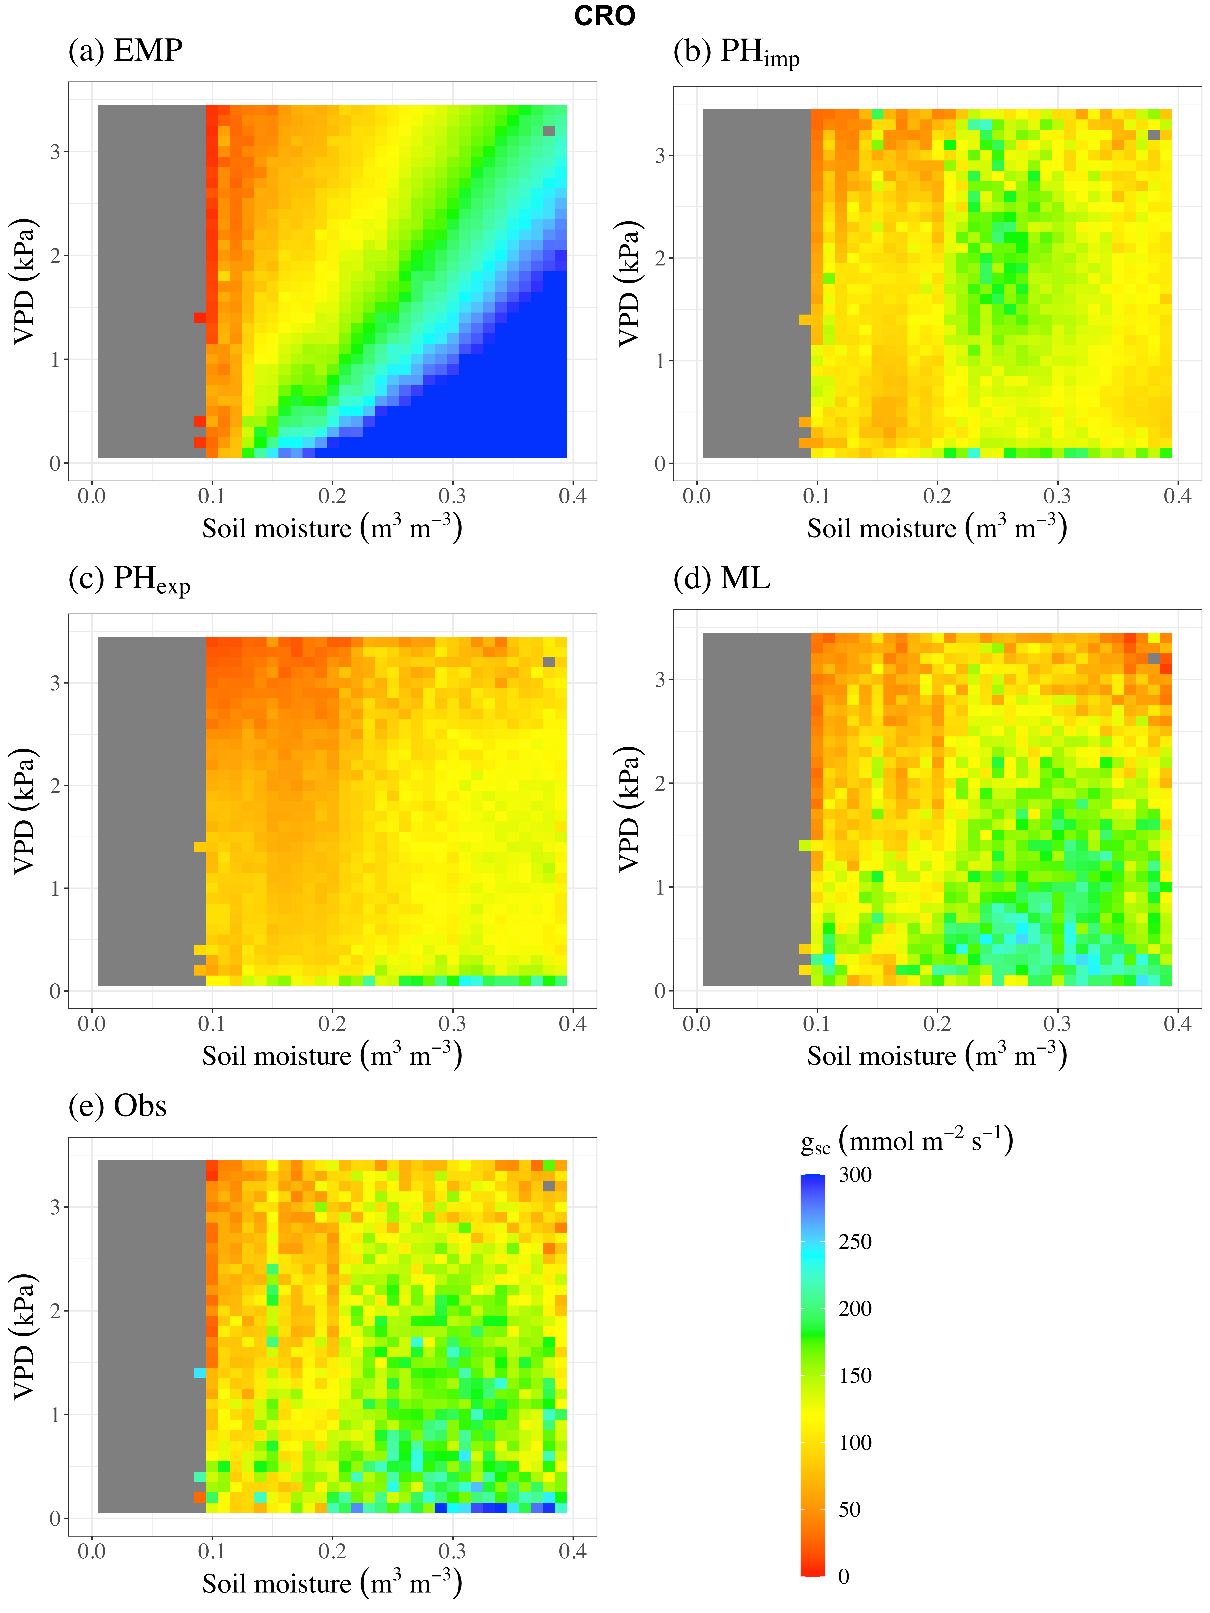 CRO
(a) EMP
(b) PHimp
3
2
1
0
VPD (kPa)
0.0 0.1 0.2 0.3 0.4
Soil moisture (m³ m⁻³)
3
2
1
0
VPD (kPa)
0.0 0.1 0.2 0.3 0.4
Soil moisture (m³ m⁻³)
(c) PHexp
(d) ML
3
2
1
0
VPD (kPa)
0.0 0.1 0.2 0.3 0.4
Soil moisture (m³ m⁻³)
3
2
1
0
VPD (kPa)
0.0 0.1 0.2 0.3 0.4
Soil moisture (m³ m⁻³)
(e) Obs
3
2
1
0
VPD (kPa)
0.0 0.1 0.2 0.3 0.4
Soil moisture (m³ m⁻³)
gsc (mmol m⁻² s⁻¹)
300
250
200
150
100
50
0